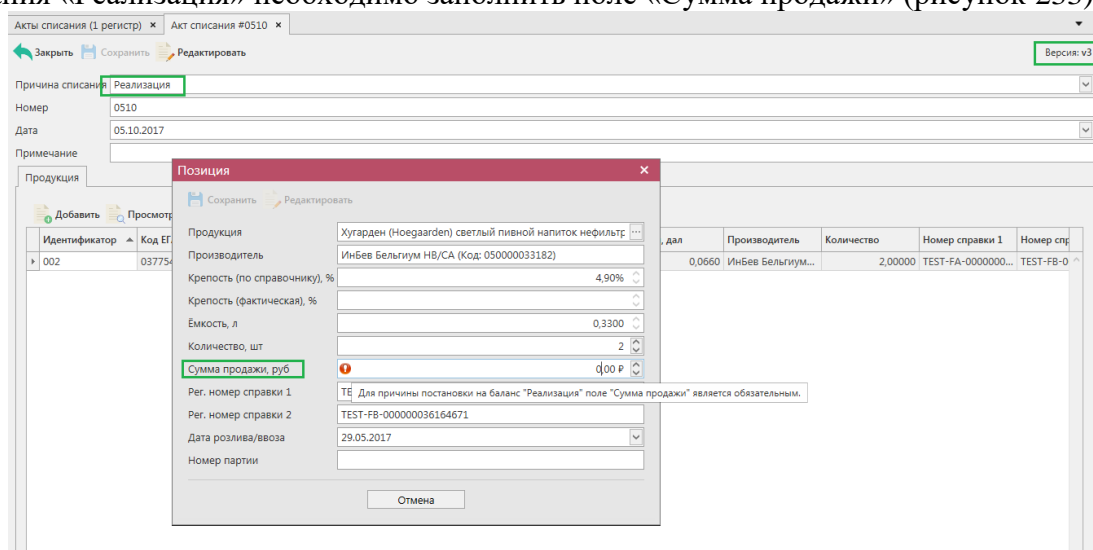 ния «Реализация» необходимо заполнить поле «Сумма продажи» (рисунок 233)
Акты списания (1 регистр) × Акт списания #0510 ×
Закрыть Сохранить Редактировать Версия: v3
Причина списания Реализация
Номер 0510
Дата 05.10.2017
Примечание
Продукция
Добавить Просмотр
Идентификатор Код ЕГ , дал Производитель Количество Номер справки 1 Номер спр
002 03775 0,0660 ИнБев Бельгиум... 2,00000 TEST-FA-0000000... TEST-FB-0
Позиция ×
Сохранить Редактировать
Продукция Хугарден (Hoegaarden) светлый пивной напиток нефильтр ...
Производитель ИнБев Бельгиум НВ/СА (Код: 050000033182)
Крепость (по справочнику), % 4,90%
Крепость (фактическая), %
Ёмкость, л 0,3300
Количество, шт 2
Сумма продажи, руб 0,00 ₽
Рег. номер справки 1 TE Для причины постановки на баланс "Реализация" поле "Сумма продажи" является обязательным.
Рег. номер справки 2 TEST-FB-000000036164671
Дата розлива/ввоза 29.05.2017
Номер партии
Отмена